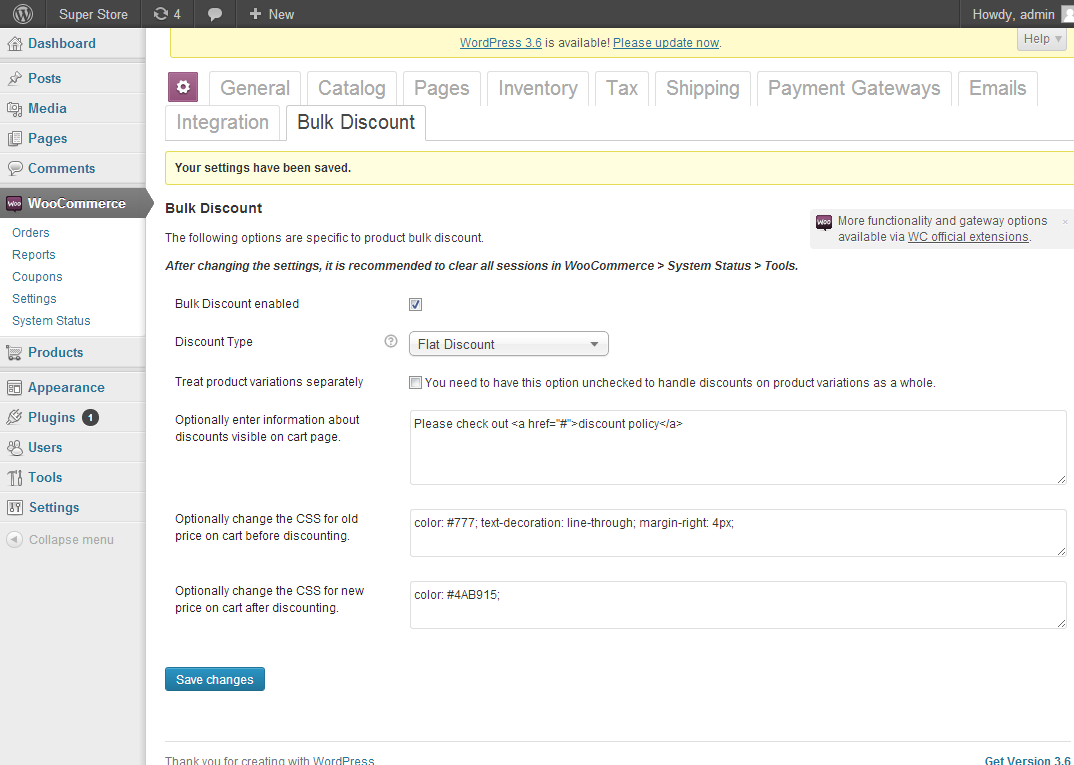 Super Store 4 New Howdy, admin
WordPress 3.6 is available! Please update now.
Help
Dashboard
Posts
Media
Pages
Comments
WooCommerce
Orders
Reports
Coupons
Settings
System Status
Products
Appearance
Plugins 1
Users
Tools
Settings
Collapse menu
General Catalog Pages Inventory Tax Shipping Payment Gateways Emails
Integration Bulk Discount
Your settings have been saved.
Bulk Discount
The following options are specific to product bulk discount.
After changing the settings, it is recommended to clear all sessions in WooCommerce > System Status > Tools.
Woo
More functionality and gateway options
available via WC official extensions.
×
Bulk Discount enabled
Discount Type ? Flat Discount
Treat product variations separately You need to have this option unchecked to handle discounts on product variations as a whole.
Optionally enter information about
discounts visible on cart page.
Please check out <a href="#">discount policy</a>
Optionally change the CSS for old
price on cart before discounting.
color: #777; text-decoration: line-through; margin-right: 4px;
Optionally change the CSS for new
price on cart after discounting.
color: #4AB915;
Save changes
Thank you for creating with WordPress Get Version 3.6